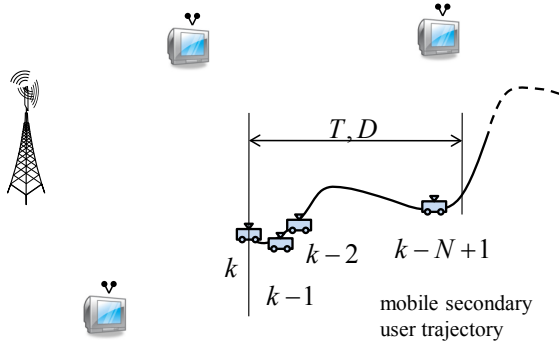 T, D
k
k-1
k-2
k-N+1
mobile secondary
user trajectory